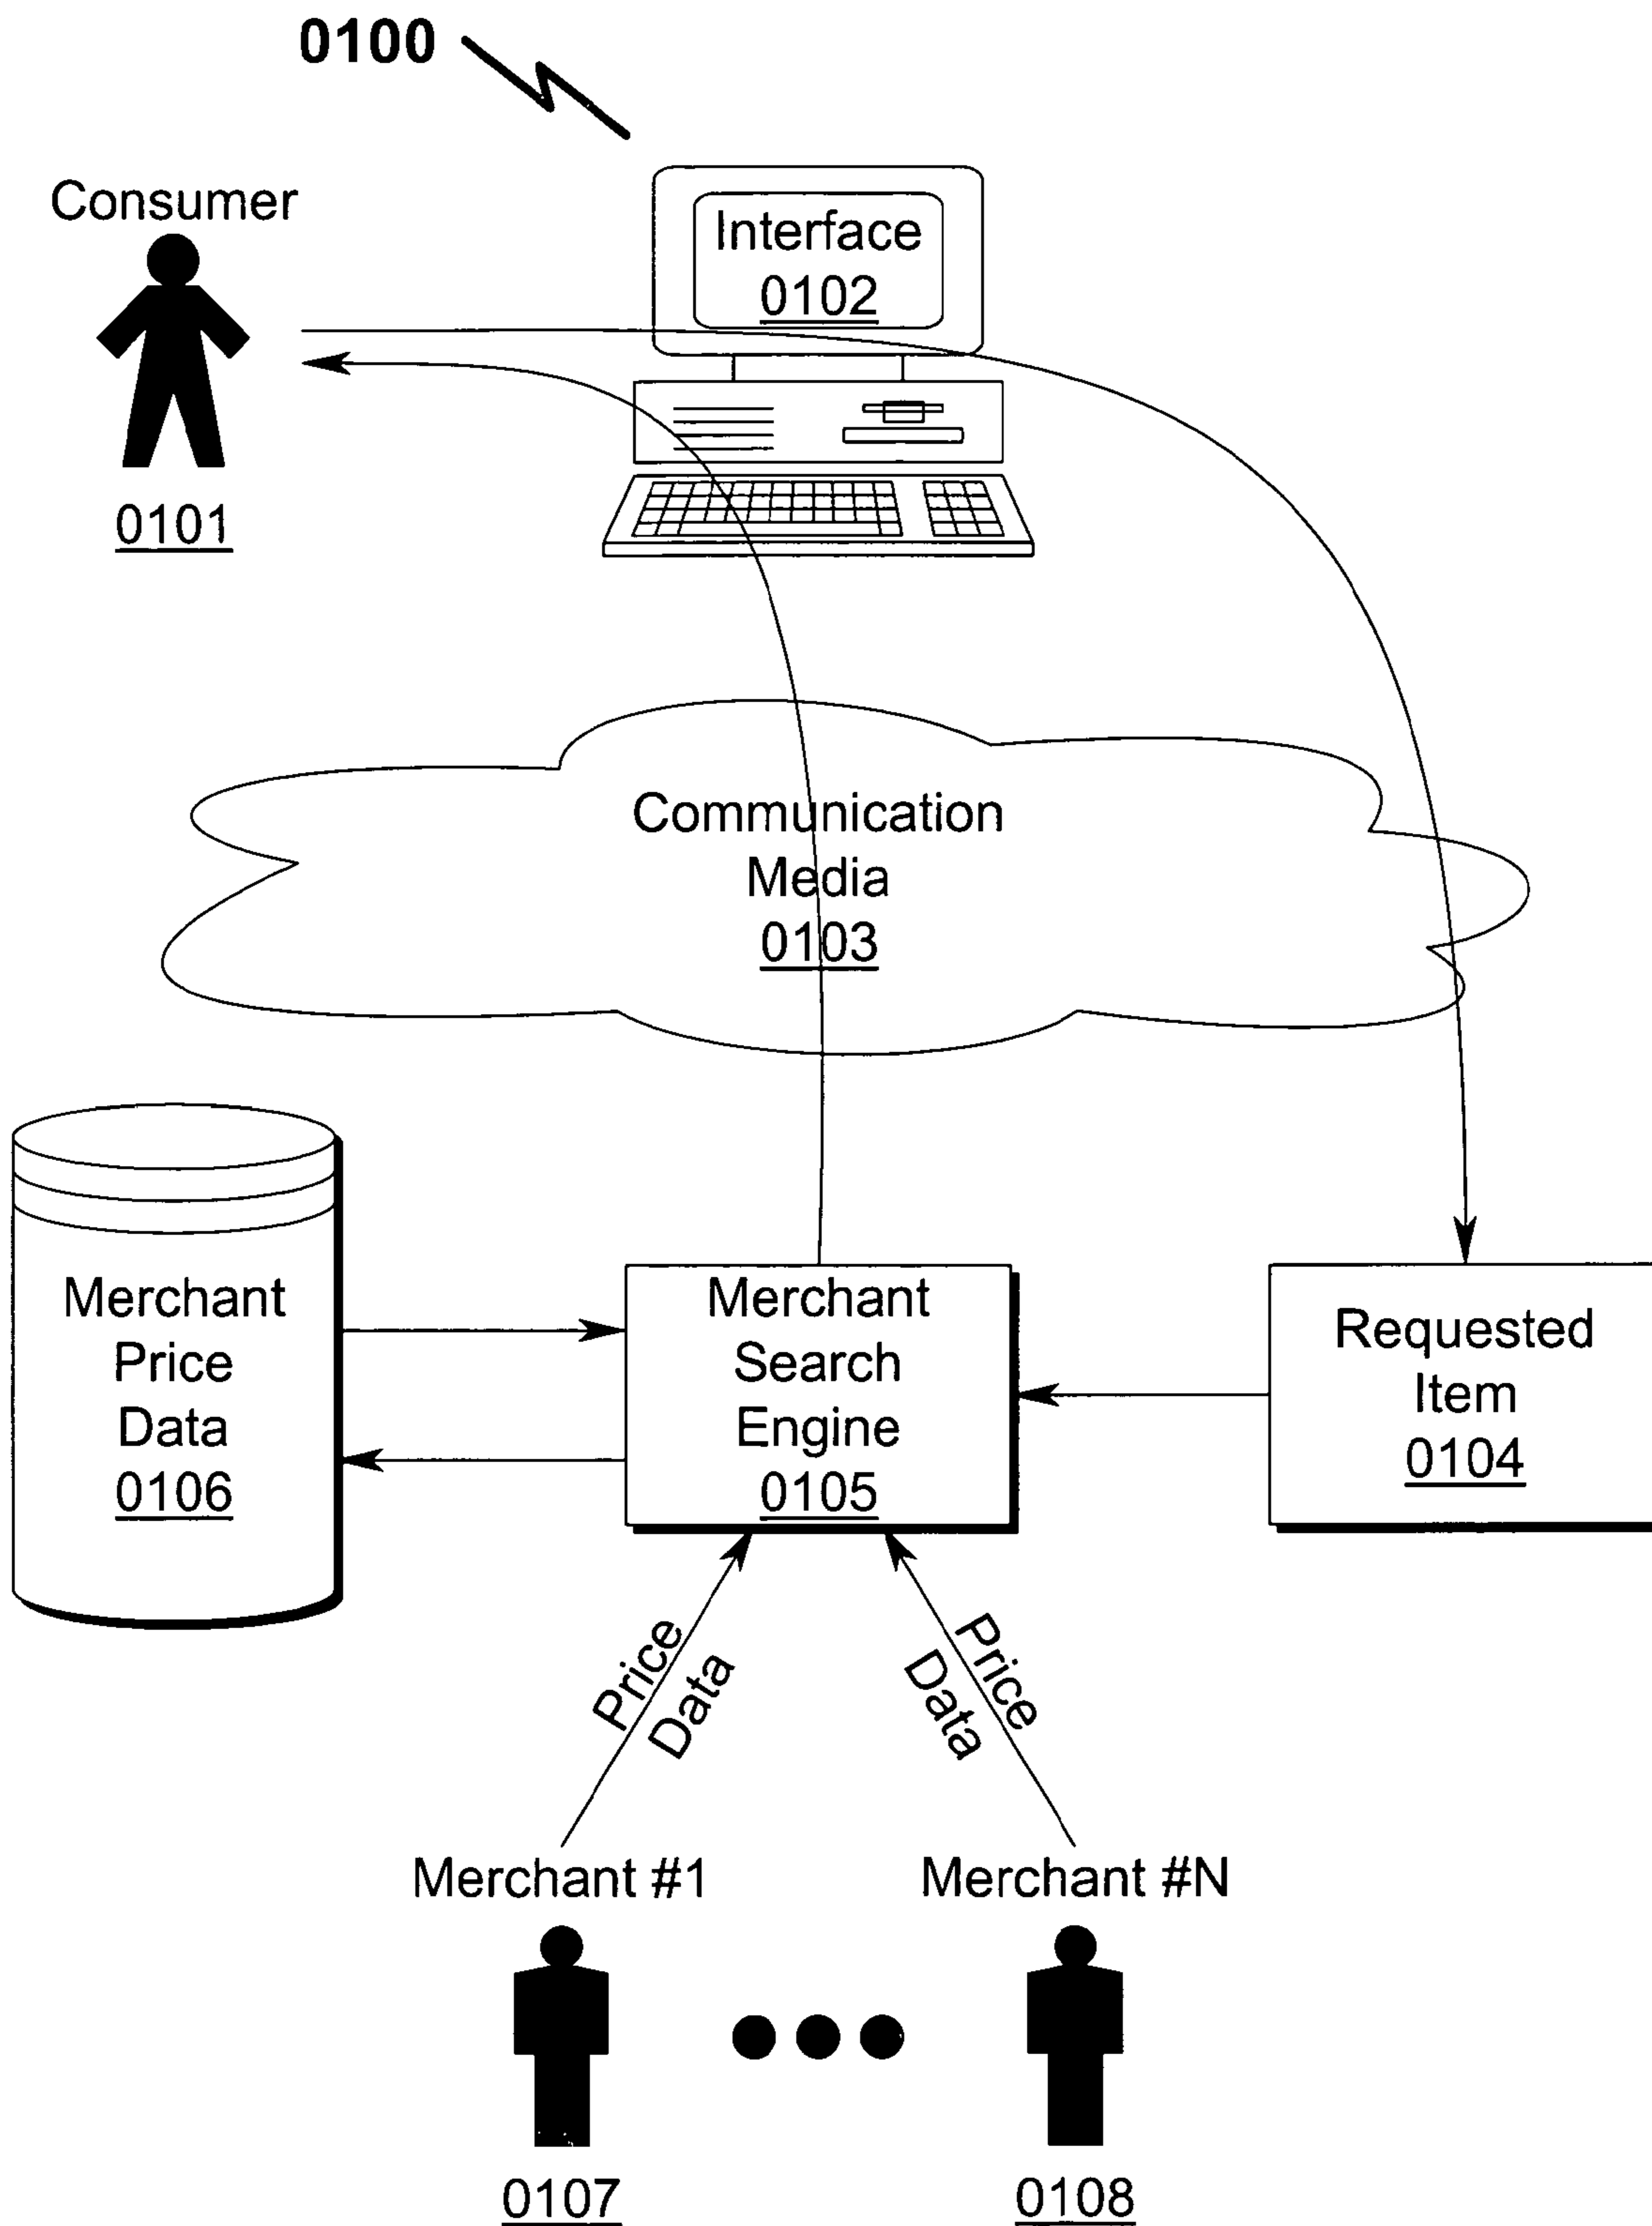 0100
Consumer
0101
Interface
0102
Communication
Media
0103
Merchant
Price
Data
0106
Merchant
Search
Engine
0105
Requested
Item
0104
Price
Data
Price
Data
Merchant #1
Merchant #N
0107
0108